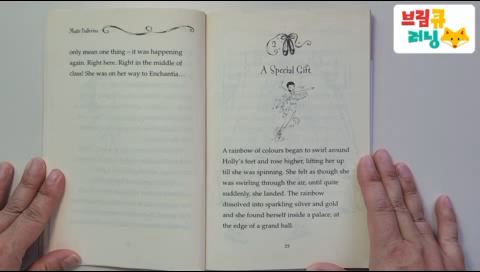 Magic Ballerina
only mean one thing – it was happening
again. Right here. Right in the middle of
class! She was on her way to Enchantia…
브림큐
러닝
A Special Gift
A rainbow of colours began to swirl around
Holly's feet and rose higher, lifting her up
till she was spinning. She felt as though she
was swirling through the air, until quite
suddenly, she landed. The rainbow
dissolved into sparkling silver and gold
and she found herself inside a palace, at
the edge of a grand hall.